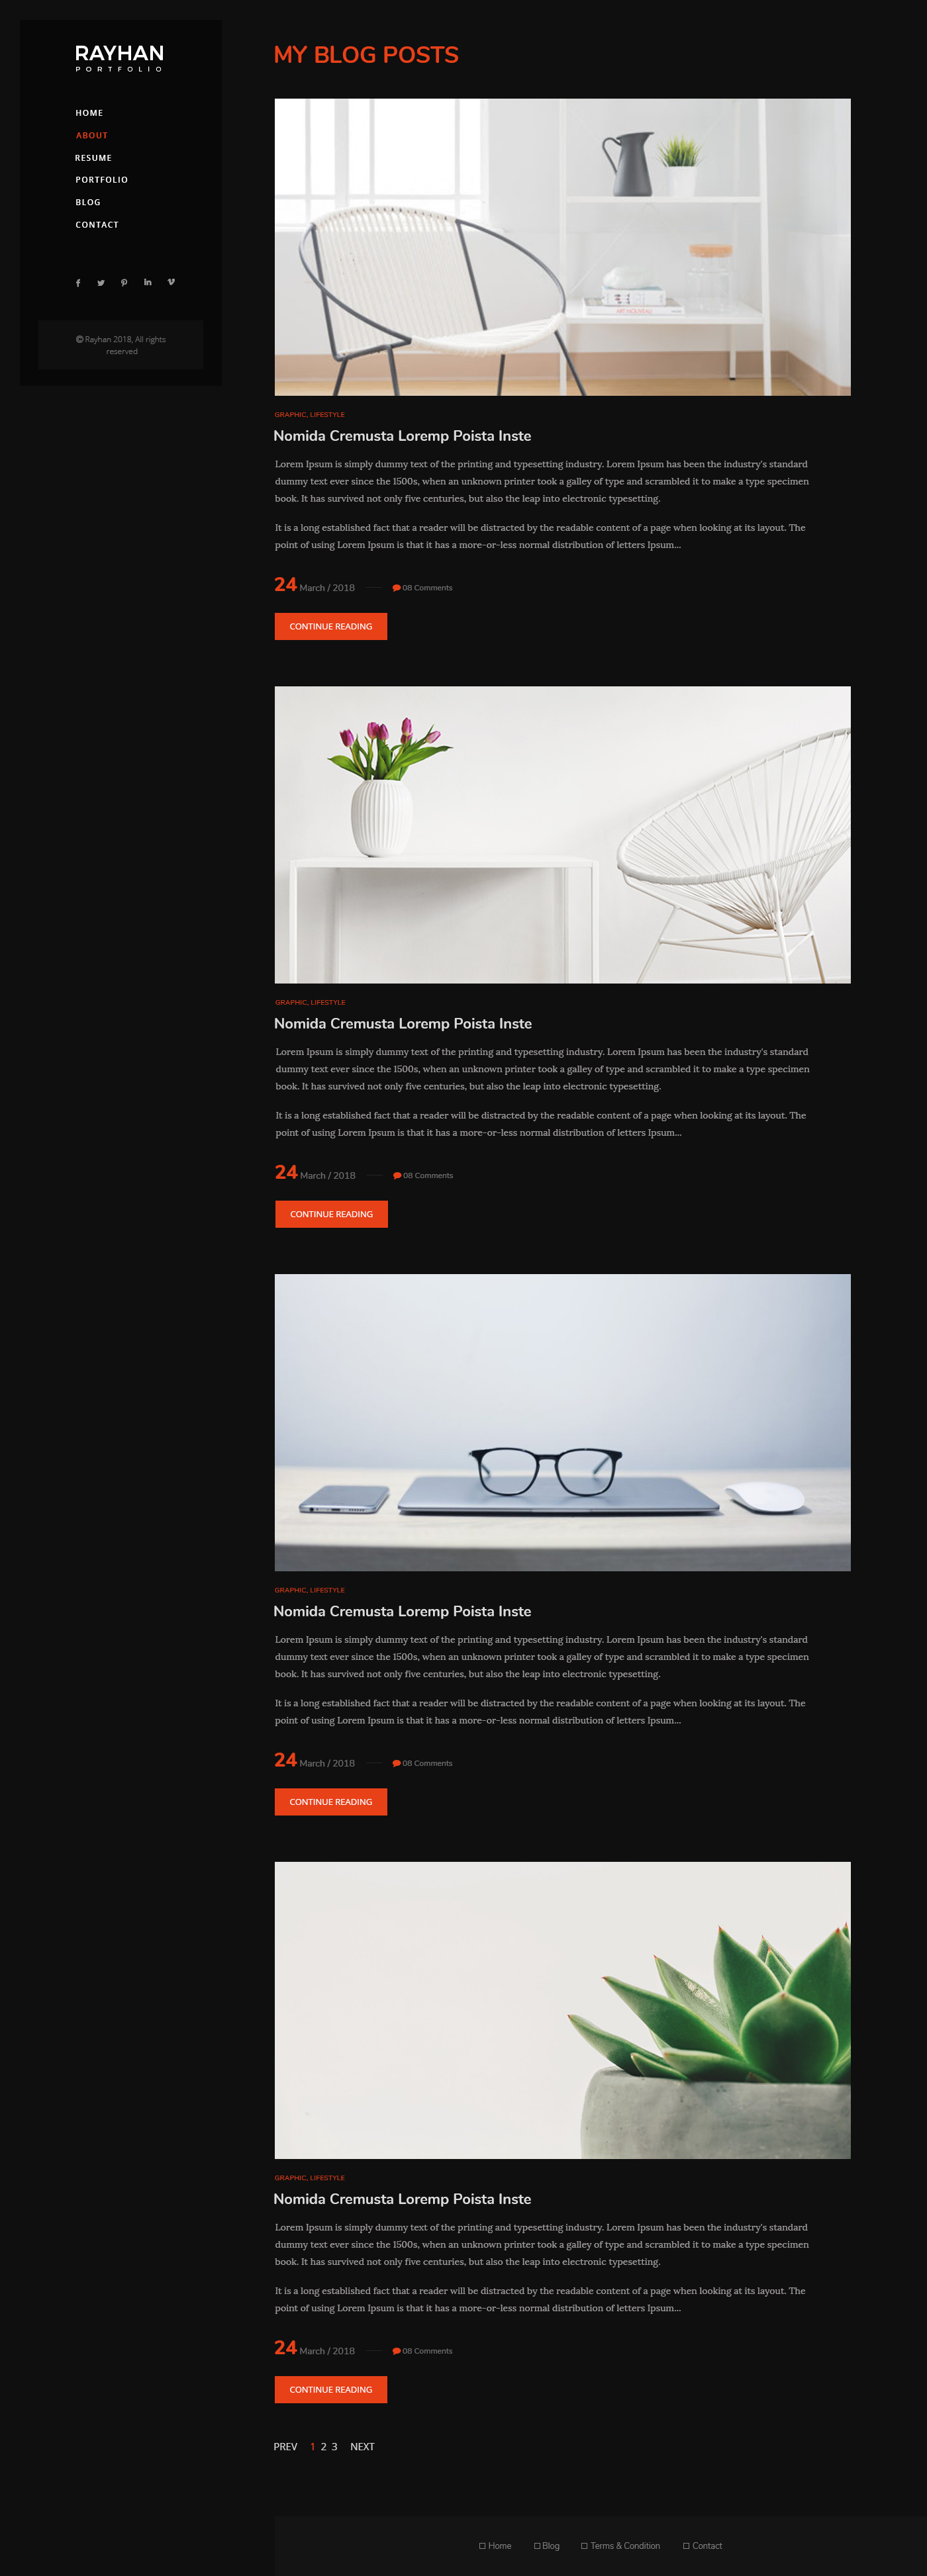 RAYHAN
PORTFOLIO
HOME
ABOUT
RESUME
PORTFOLIO
BLOG
CONTACT
© Rayhan 2018, All rights
reserved
MY BLOG POSTS
ART NOUVEAU
GRAPHIC, LIFESTYLE
Nomida Cremusta Loremp Poista Inste
Lorem Ipsum is simply dummy text of the printing and typesetting industry. Lorem Ipsum has been the industry's standard
dummy text ever since the 1500s, when an unknown printer took a galley of type and scrambled it to make a type specimen
book. It has survived not only five centuries, but also the leap into electronic typesetting.
It is a long established fact that a reader will be distracted by the readable content of a page when looking at its layout. The
point of using Lorem Ipsum is that it has a more-or-less normal distribution of letters Ipsum...
24 March / 2018 08 Comments
CONTINUE READING
GRAPHIC, LIFESTYLE
Nomida Cremusta Loremp Poista Inste
Lorem Ipsum is simply dummy text of the printing and typesetting industry. Lorem Ipsum has been the industry's standard
dummy text ever since the 1500s, when an unknown printer took a galley of type and scrambled it to make a type specimen
book. It has survived not only five centuries, but also the leap into electronic typesetting.
It is a long established fact that a reader will be distracted by the readable content of a page when looking at its layout. The
point of using Lorem Ipsum is that it has a more-or-less normal distribution of letters Ipsum...
24 March / 2018 08 Comments
CONTINUE READING
GRAPHIC, LIFESTYLE
Nomida Cremusta Loremp Poista Inste
Lorem Ipsum is simply dummy text of the printing and typesetting industry. Lorem Ipsum has been the industry's standard
dummy text ever since the 1500s, when an unknown printer took a galley of type and scrambled it to make a type specimen
book. It has survived not only five centuries, but also the leap into electronic typesetting.
It is a long established fact that a reader will be distracted by the readable content of a page when looking at its layout. The
point of using Lorem Ipsum is that it has a more-or-less normal distribution of letters Ipsum...
24 March / 2018 08 Comments
CONTINUE READING
GRAPHIC, LIFESTYLE
Nomida Cremusta Loremp Poista Inste
Lorem Ipsum is simply dummy text of the printing and typesetting industry. Lorem Ipsum has been the industry's standard
dummy text ever since the 1500s, when an unknown printer took a galley of type and scrambled it to make a type specimen
book. It has survived not only five centuries, but also the leap into electronic typesetting.
It is a long established fact that a reader will be distracted by the readable content of a page when looking at its layout. The
point of using Lorem Ipsum is that it has a more-or-less normal distribution of letters Ipsum...
24 March / 2018 08 Comments
CONTINUE READING
PREV 1 2 3 NEXT
Home Blog Terms & Condition Contact